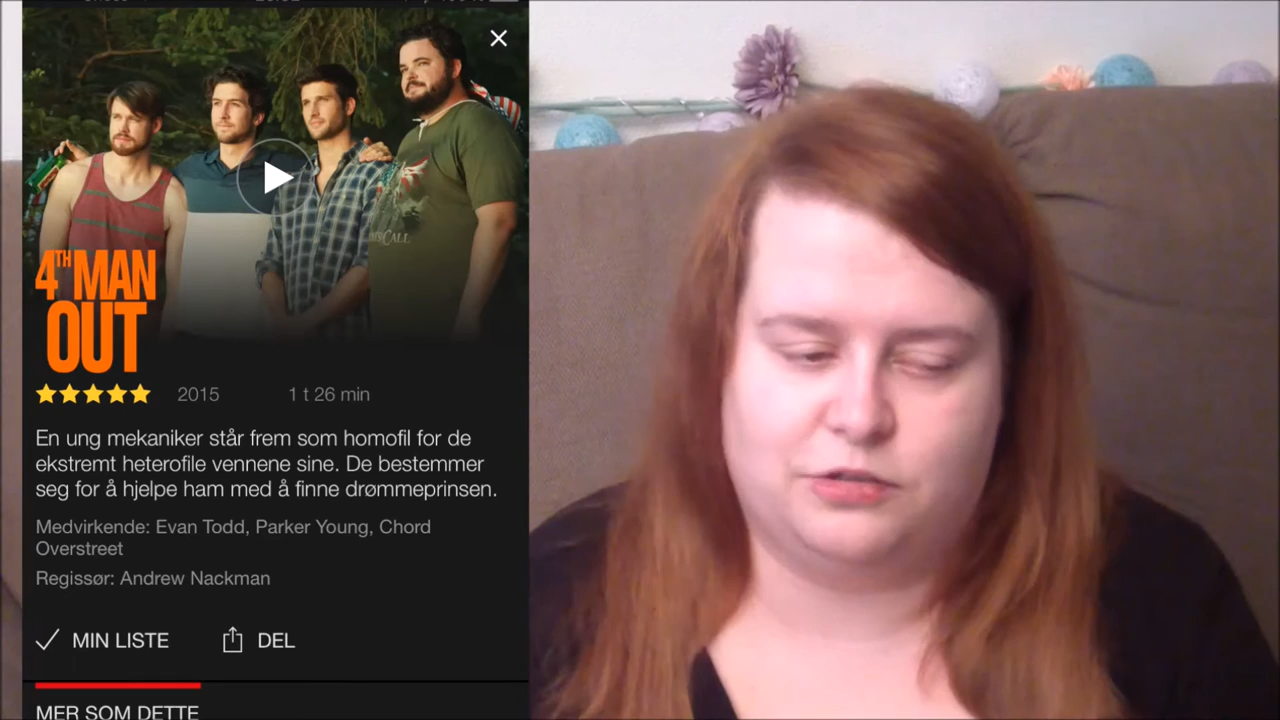 4TH MAN
OUT
2015 1 t 26 min
En ung mekaniker står frem som homofil for de
ekstremt heterofile vennene sine. De bestemmer
seg for å hjelpe ham med å finne drømmeprinsen.
Medvirkende: Evan Todd, Parker Young, Chord
Overstreet
Regissør: Andrew Nackman
MIN LISTE DEL
MER SOM DETTE